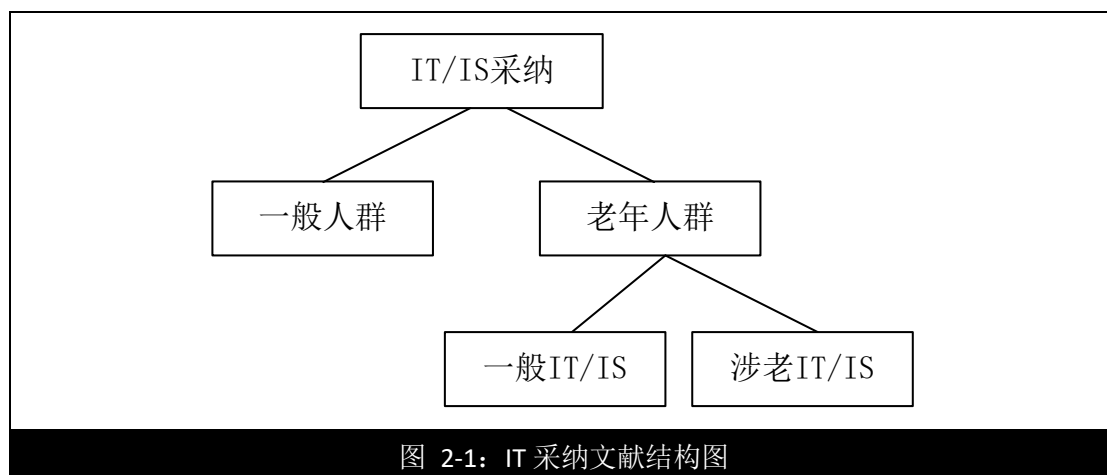 IT/IS采纳
一般人群
老年人群
一般IT/IS
涉老IT/IS
图 2-1：IT 采纳文献结构图